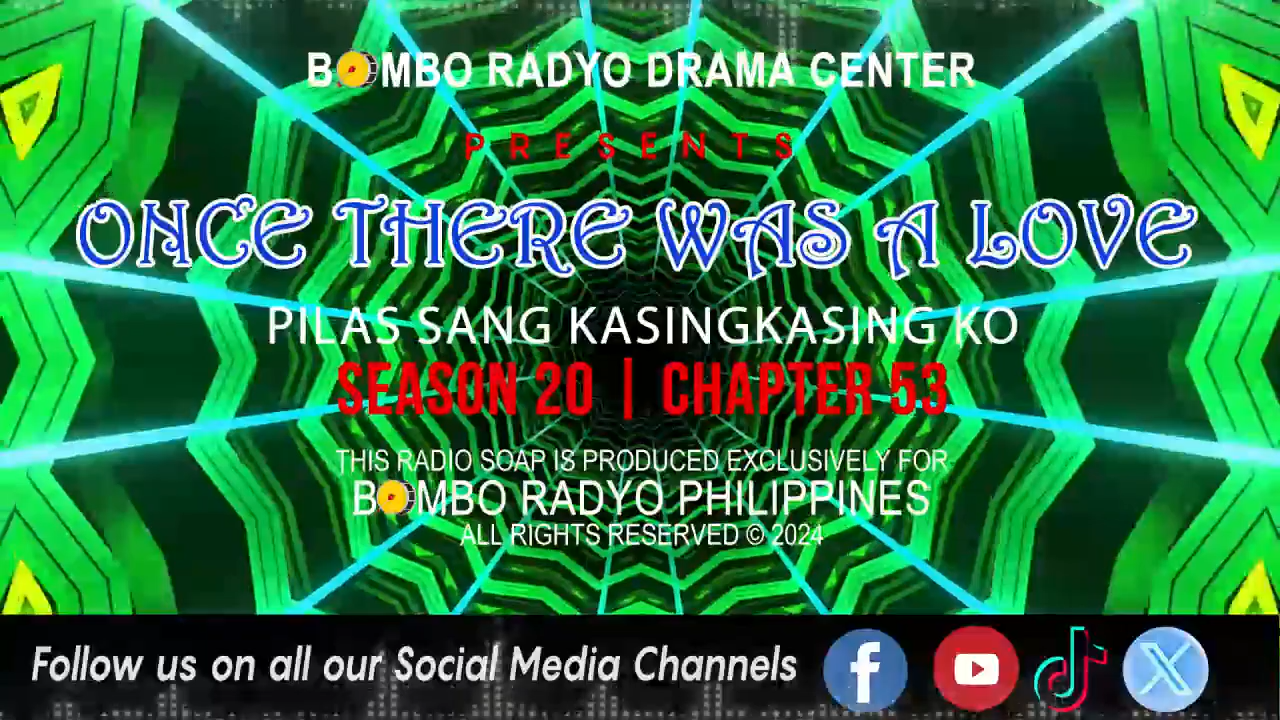 BOMBO RADYO DRAMA CENTER
PRESENTS
ONCE THERE WAS A LOVE
PILAS SANG KASINGKASING KO
SEASON 20 | CHAPTER 53
THIS RADIO SOAP IS PRODUCED EXCLUSIVELY FOR
BOMBO RADYO PHILIPPINES
ALL RIGHTS RESERVED © 2024
Follow us on all our Social Media Channels